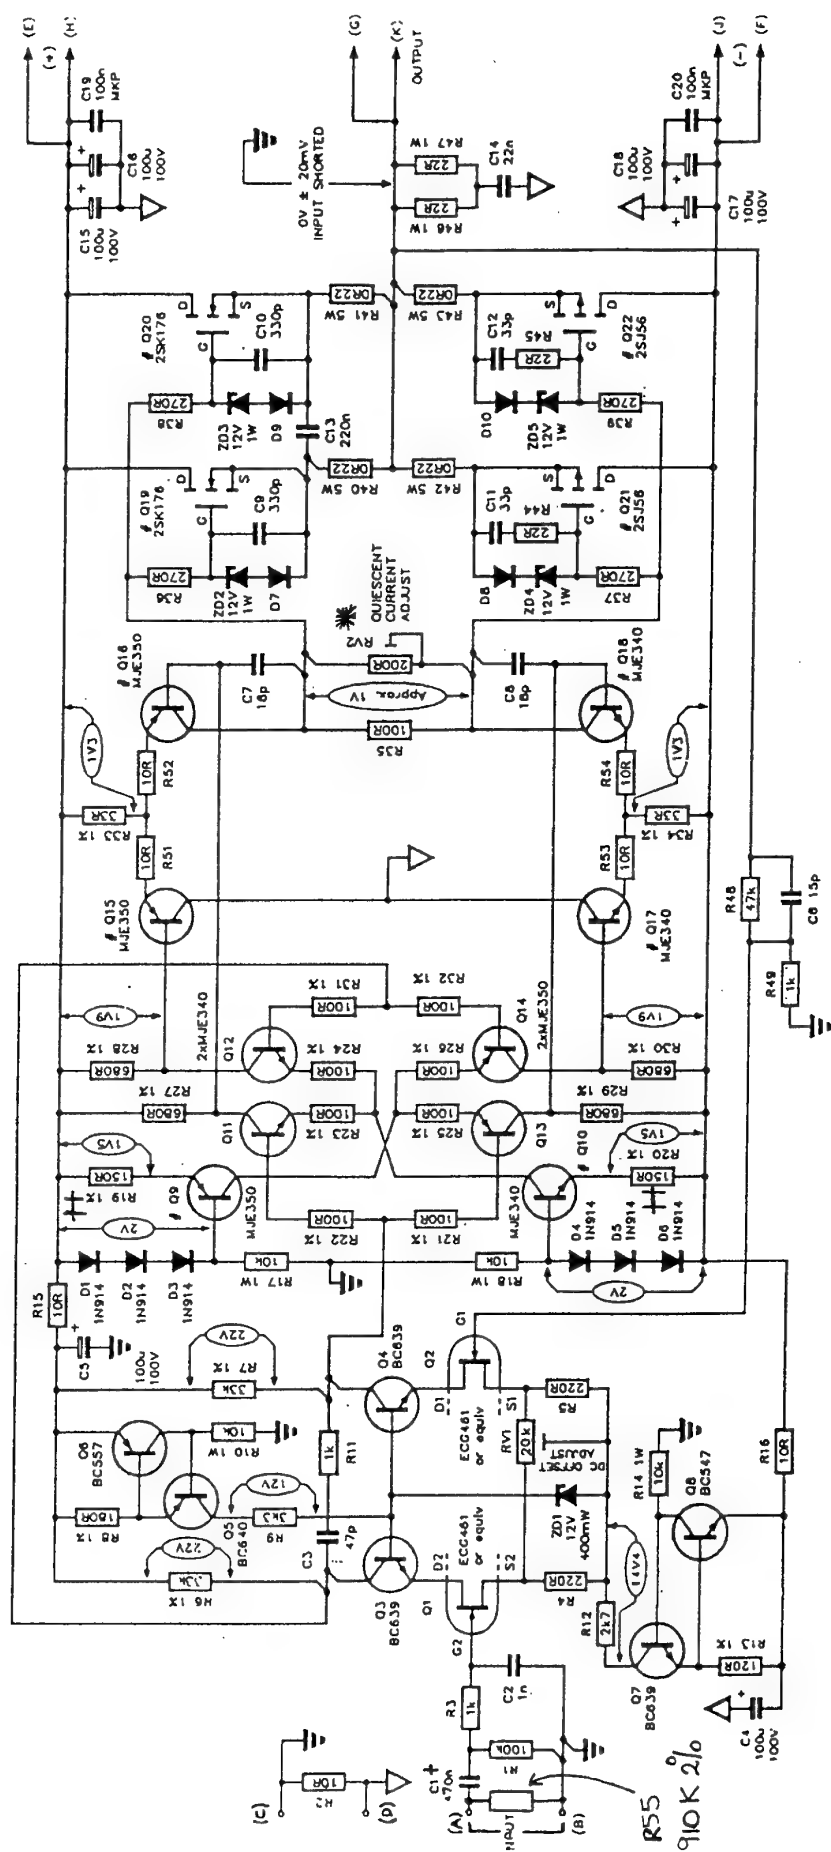 (E)
(+)
(H)
C19
100n
MKP
C16
100u
100V
C15
100u
100V
(G)
(K)
OUTPUT
0V ± 20mV
INPUT SHORTED
R47 1W
22R
R46 1W
22R
C14
22n
(J)
(-)
(F)
C20
100n
MKP
C18
100u
100V
C17
100u
100V
# Q20
2SK176
D
S
G
C10
330p
R38
270R
ZD3
12V
1W
D9
C13
220n
R41 5W
0R22
R43 5W
0R22
C12
33p
R45
22R
# Q22
2SJ56
S
G
D
D10
ZD5
12V
1W
R39
270R
# Q19
2SK176
D
S
G
C9
330p
R36
270R
ZD2
12V
1W
D7
R40 5W
0R22
R42 5W
0R22
C11
33p
R44
22R
# Q21
2SJ56
S
G
D
D8
ZD4
12V
1W
R37
270R
QUIESCENT
CURRENT
ADJUST
RV2
200R
Approx. 1V
R35
100R
# Q16
MJE350
C7
18p
C8
18p
# Q18
MJE340
1V3
R33 1%
33R
R52
10R
R51
10R
R54
10R
R53
10R
R34 1%
33R
1V3
# Q15
MJE350
# Q17
MJE340
R48
47k
C6 15p
R49
1k
1V9
R28 1%
680R
R27 1%
680R
2xMJE340
Q12
Q11
R31 1%
100R
R32 1%
100R
R24 1%
100R
R23 1%
100R
R26 1%
100R
R25 1%
100R
Q14
2xMJE350
Q13
1V9
R30 1%
680R
R29 1%
680R
1V5
R19 1%
150R
2V
# Q9
MJE350
R22 1%
100R
R21 1%
100R
MJE340
# Q10
1V5
R20 1%
150R
D1
1N914
D2
1N914
D3
1N914
R17 1W
10k
R18 1W
10k
D4
1N914
D5
1N914
D6
1N914
2V
R15
10R
C5
100u
100V
22V
R7 1%
33k
Q6
BC557
R10 1W
10k
R8 1%
180R
Q5
BC640
R9
3k3
12V
22V
R6 1%
33k
R11
1k
C3
47p
Q4
BC639
Q3
BC639
Q2
D1
G1
S1
ECG461
or equiv
Q1
D2
G2
S2
ECG461
or equiv
RV1
20k
DC OFFSET
ADJUST
R5
220R
R4
220R
ZD1
12V
400mW
14V4
R12
2k7
R14 1W
10k
Q8
BC547
R16
10R
Q7
BC639
R13 1%
120R
C4
100u
100V
R3
1k
C2
1n
R1
100k
C1
470n
(A)
INPUT
(B)
(C)
R2
10R
(D)
R55
910K 2%